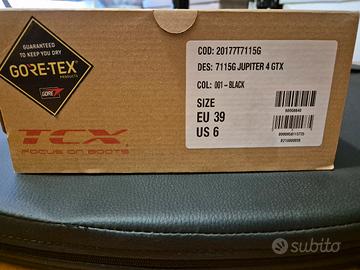 GUARANTEED
TO KEEP YOU DRY
GORE-TEX
PRODUCTS
GORE
TCX
FOCUS ON BOOTS
COD: 20177T7115G
DES: 7115G JUPITER 4 GTX
COL: 001-BLACK
SIZE
EU 39
US 6
subito